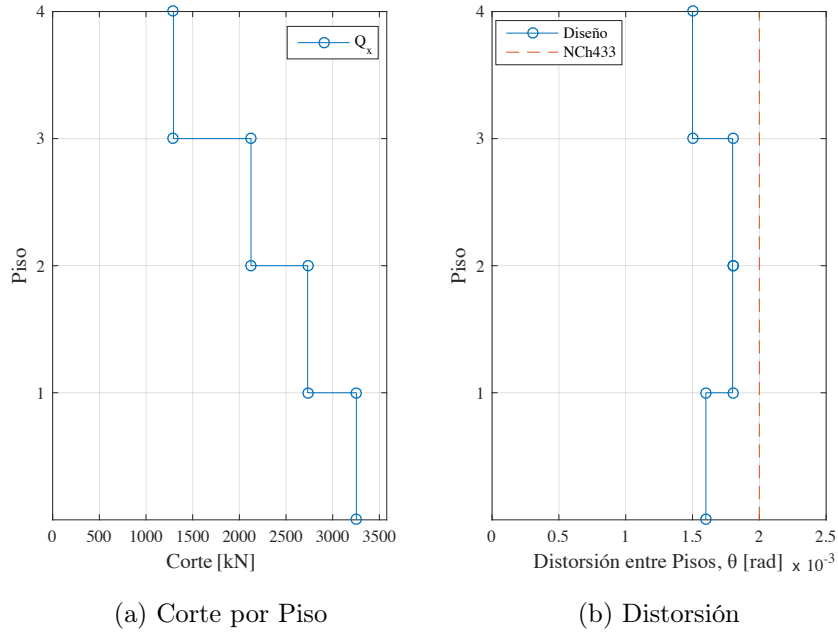 4
3
2
1
0
500
1000
1500
2000
2500
3000
3500
Piso
Corte [kN]
Q_x
(a) Corte por Piso
4
3
2
1
0
0.5
1
1.5
2
2.5
Piso
Distorsión entre Pisos, θ [rad] × 10⁻³
Diseño
NCh433
(b) Distorsión